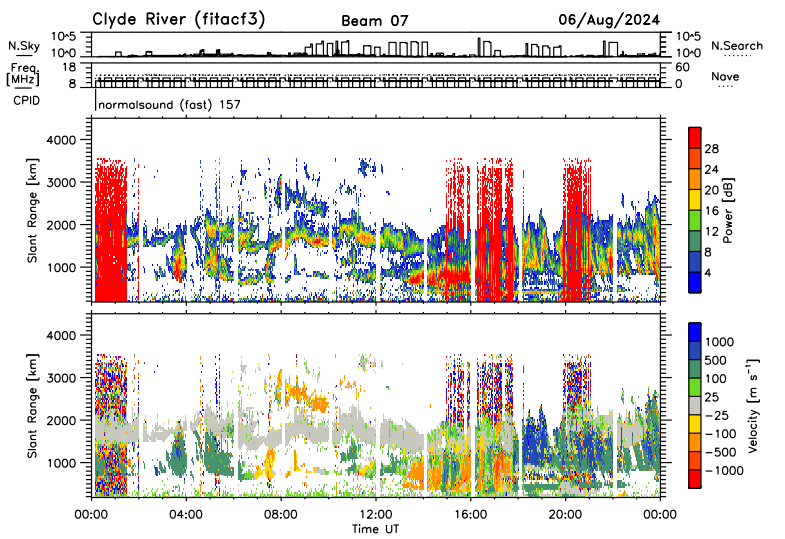 Clyde River (fitacf3) Beam 07 06/Aug/2024
N.Sky 10^5 10^0 10^5 10^0 N.Search
Freq. [MHz] 18 8 60 0 Nave
CPID normalsound (fast) 157
Slant Range [km] 4000 3000 2000 1000
Power [dB] 28 24 20 16 12 8 4
Slant Range [km] 4000 3000 2000 1000
Velocity [m s⁻¹] 1000 500 100 25 −25 −100 −500 −1000
00:00 04:00 08:00 12:00 16:00 20:00 00:00
Time UT